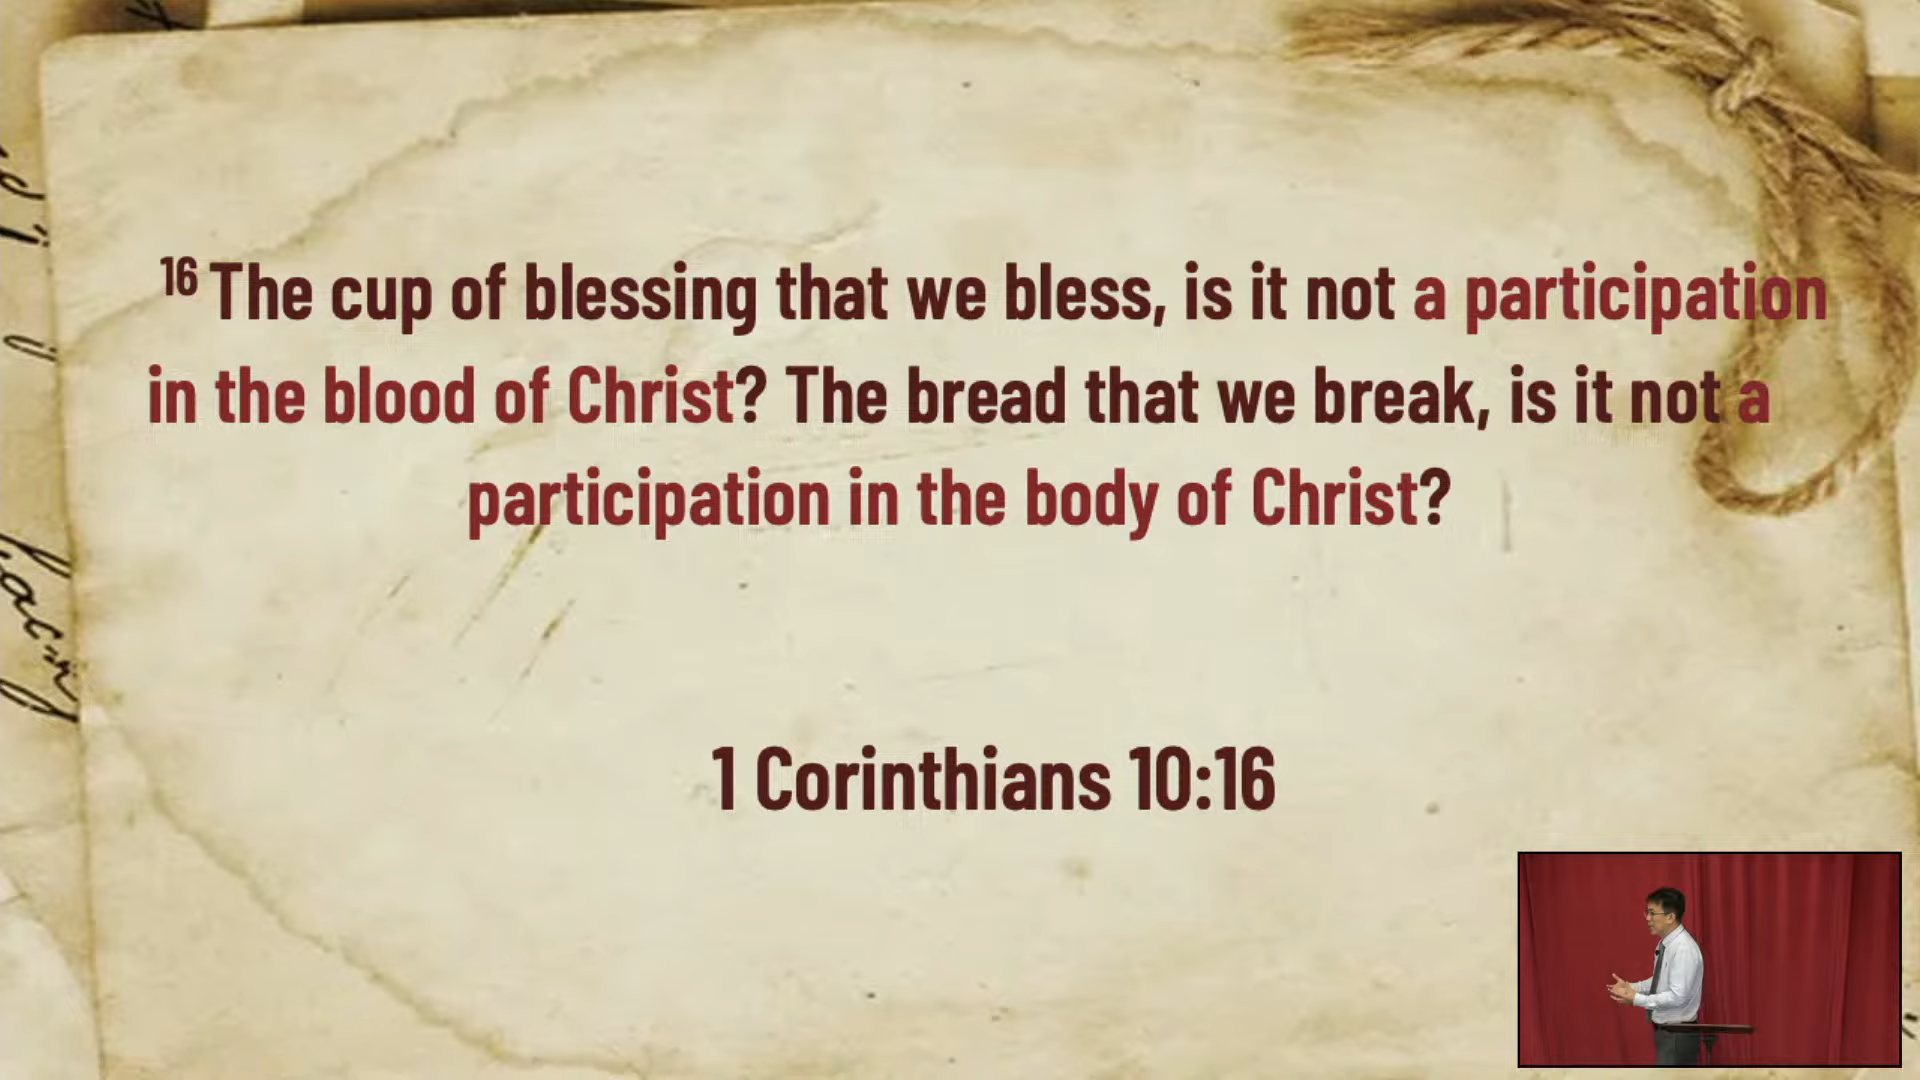 16 The cup of blessing that we bless, is it not a participation
in the blood of Christ? The bread that we break, is it not a
participation in the body of Christ?
1 Corinthians 10:16